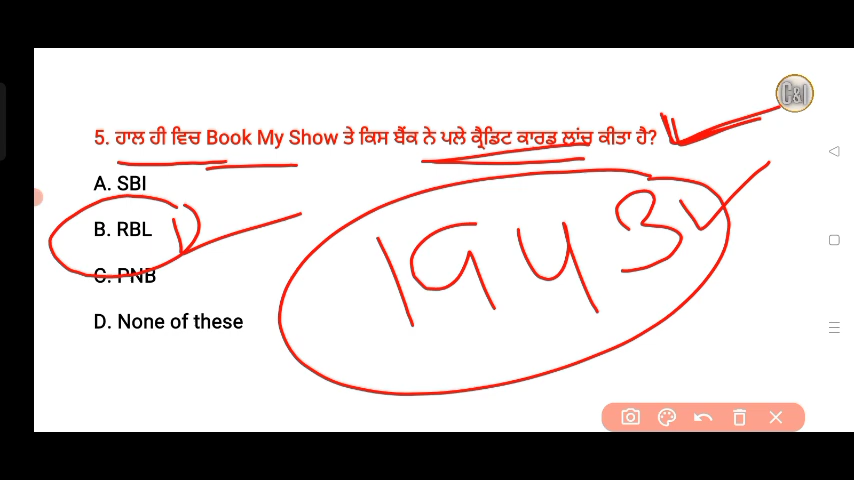 C&I
5. ਹਾਲ ਹੀ ਵਿਚ Book My Show ਤੇ ਕਿਸ ਬੈਂਕ ਨੇ ਪਲੇ ਕ੍ਰੈਡਿਟ ਕਾਰਡ ਲਾਂਚ ਕੀਤਾ ਹੈ?
A. SBI
B. RBL
C. PNB
D. None of these
1943